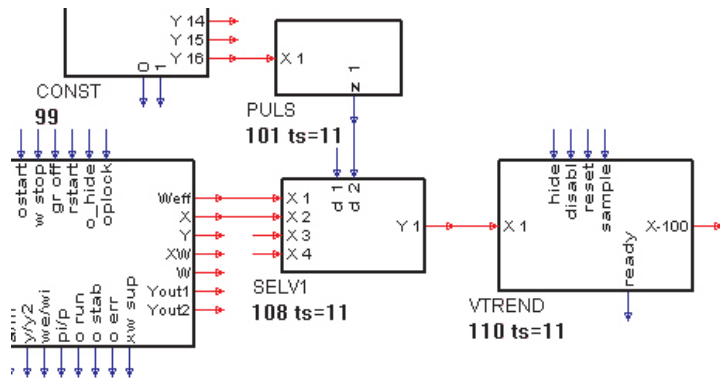 Y 14
Y 15
Y 16
0
1
CONST
99
X 1
z 1
PULS
101 ts=11
ostart
w stop
gr off
rstart
o_hide
oplock
Weff
X
Y
XW
W
Yout1
Yout2
y/y2
we/wi
pi/p
o run
o stab
o err
xw sup
d 1
d 2
X 1
X 2
X 3
X 4
Y 1
SELV1
108 ts=11
hide
disabl
reset
sample
X 1
X-100
ready
VTREND
110 ts=11